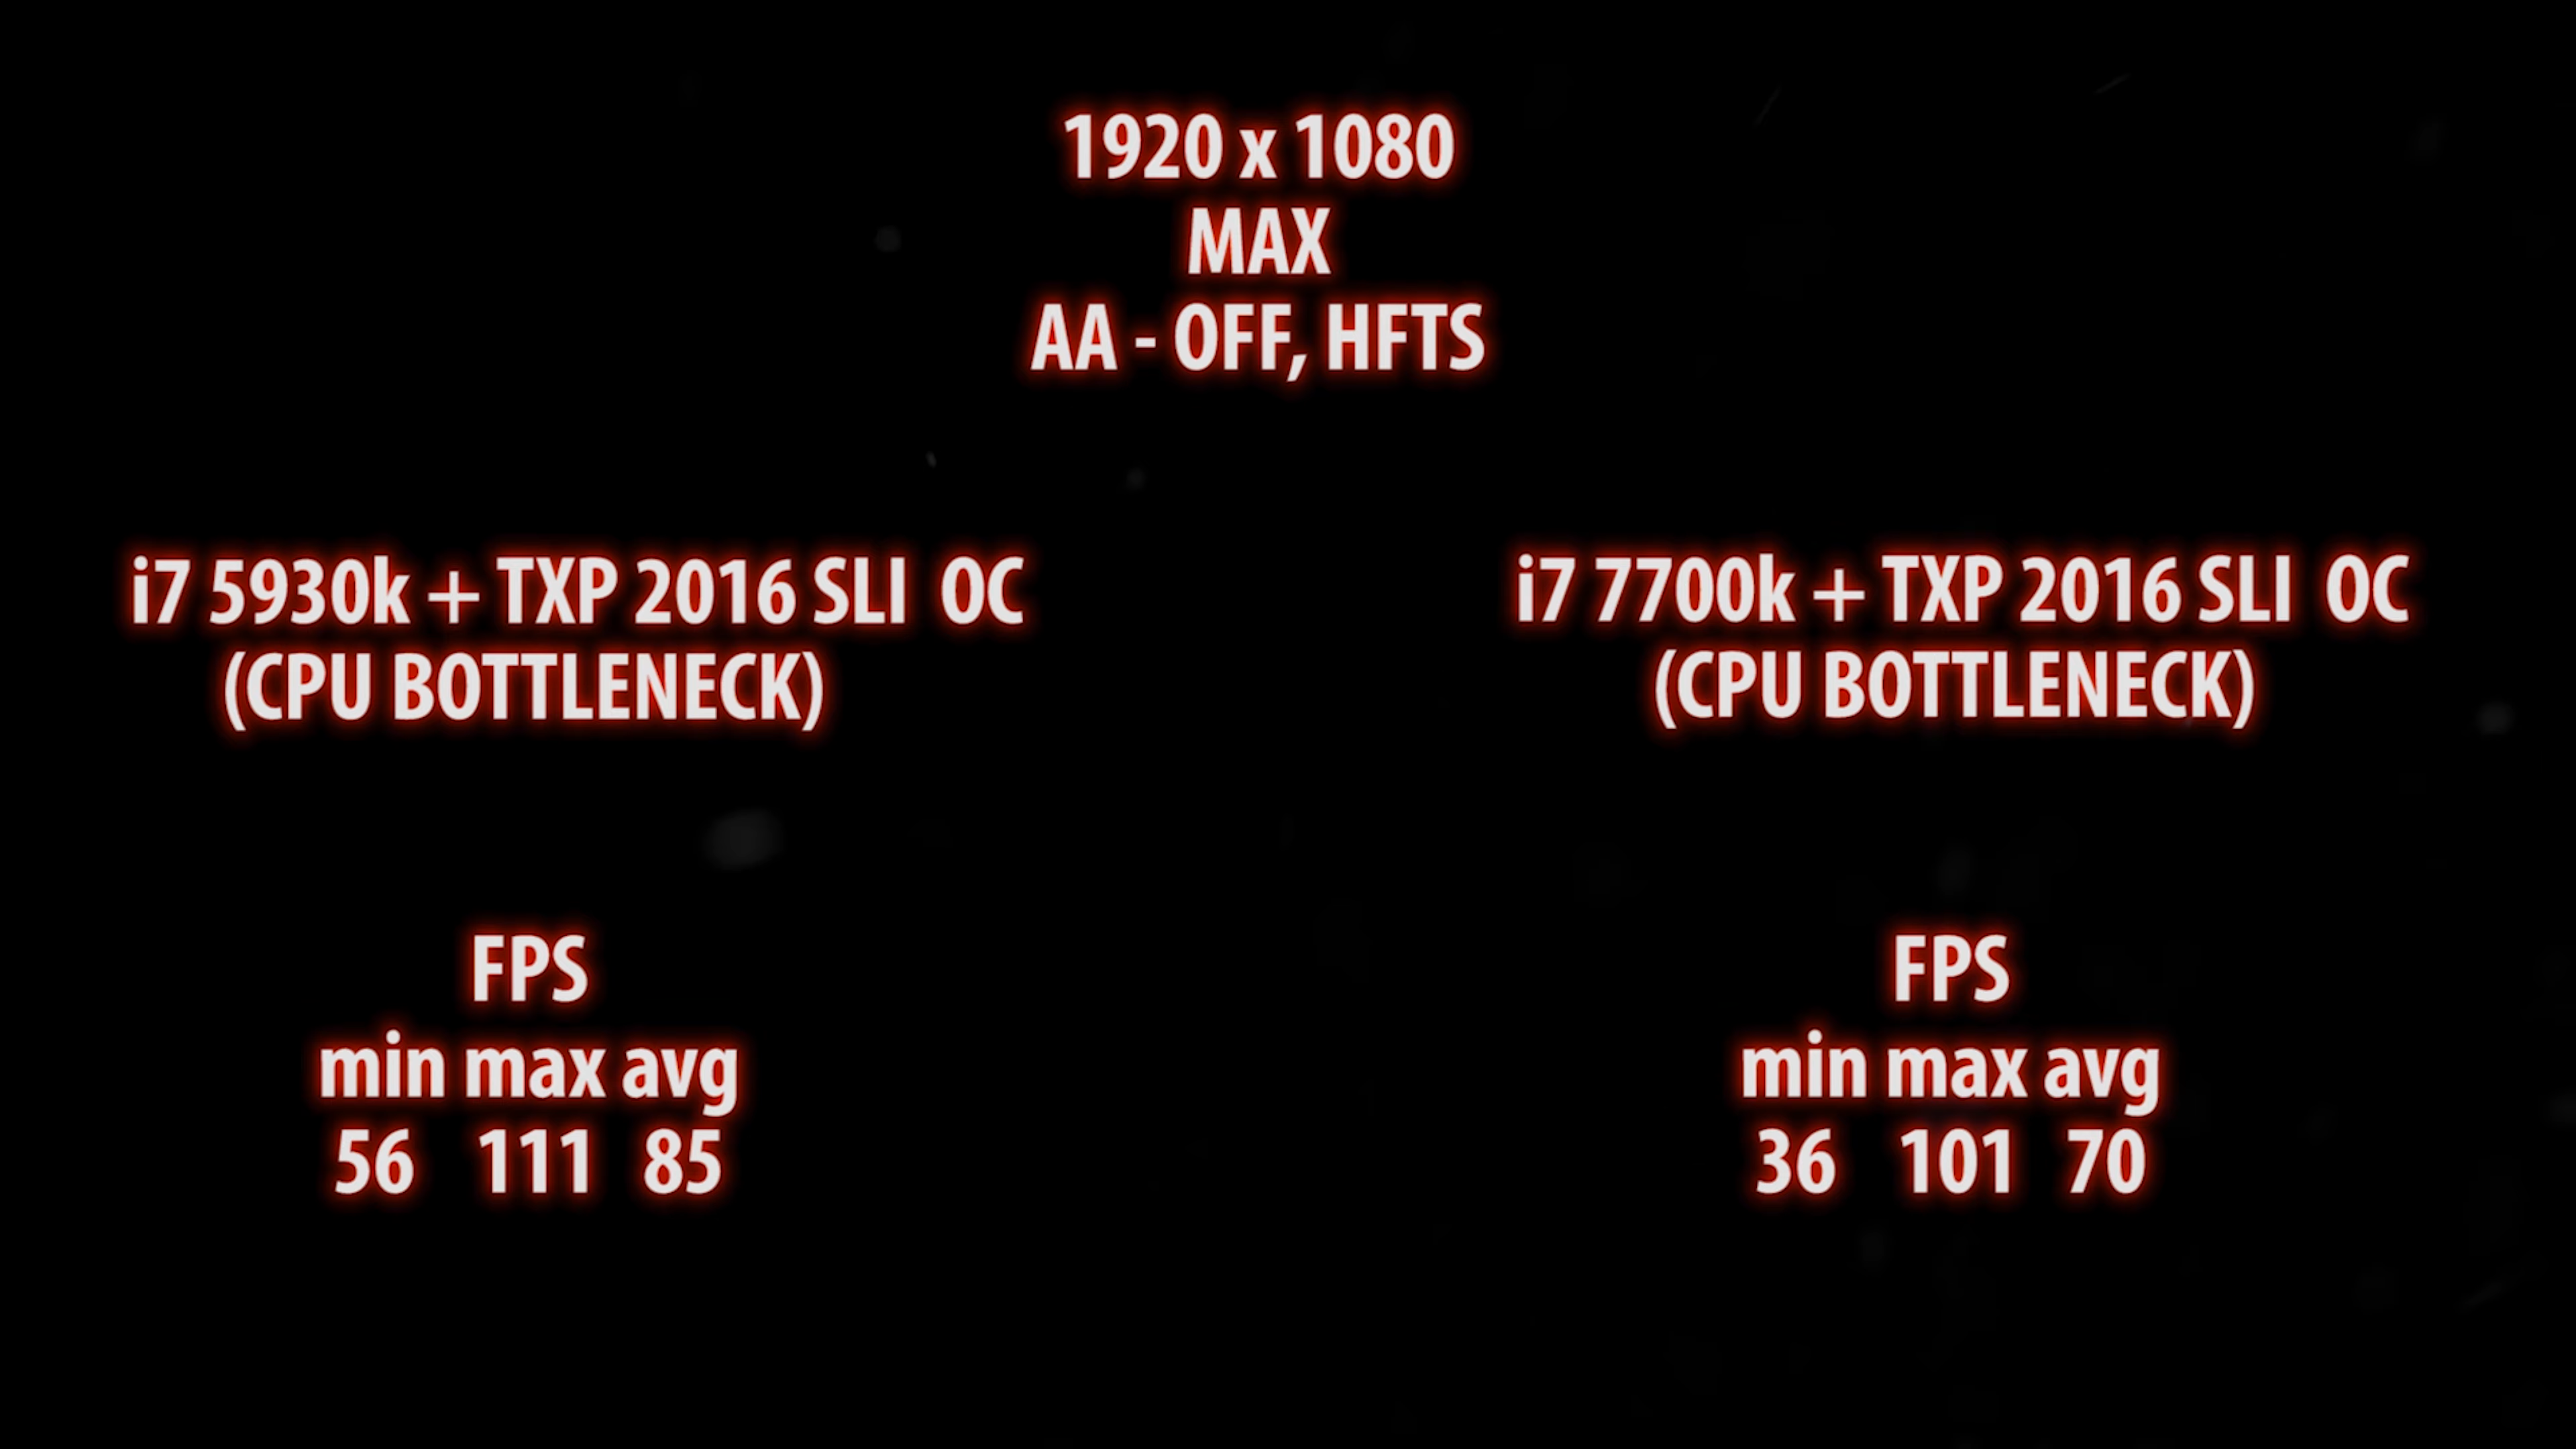 1920 x 1080
MAX
AA - OFF, HFTS
i7 5930k + TXP 2016 SLI OC
(CPU BOTTLENECK)
i7 7700k + TXP 2016 SLI OC
(CPU BOTTLENECK)
FPS
min max avg
56 111 85
FPS
min max avg
36 101 70